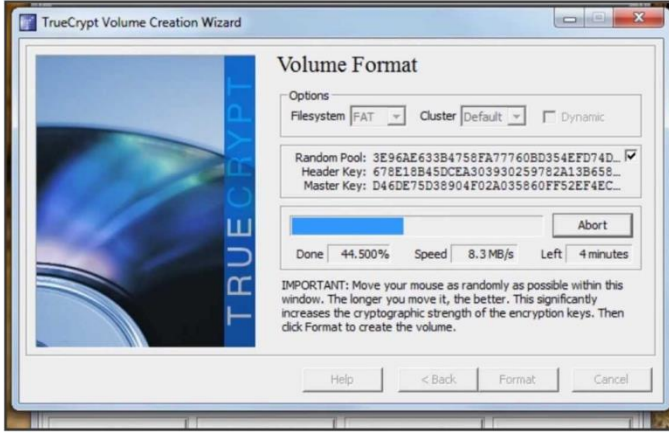 TrueCrypt Volume Creation Wizard
TRUECRYPT
Volume Format
Options
Filesystem FAT Cluster Default Dynamic
Random Pool: 3E96AE633B4758FA77760BD354EFD74D...
Header Key: 678E18B45DCEA303930259782A13B658...
Master Key: D46DE75D38904F02A035860FF52EF4EC...
Abort
Done 44.500% Speed 8.3 MB/s Left 4 minutes
IMPORTANT: Move your mouse as randomly as possible within this
window. The longer you move it, the better. This significantly
increases the cryptographic strength of the encryption keys. Then
click Format to create the volume.
Help < Back Format Cancel